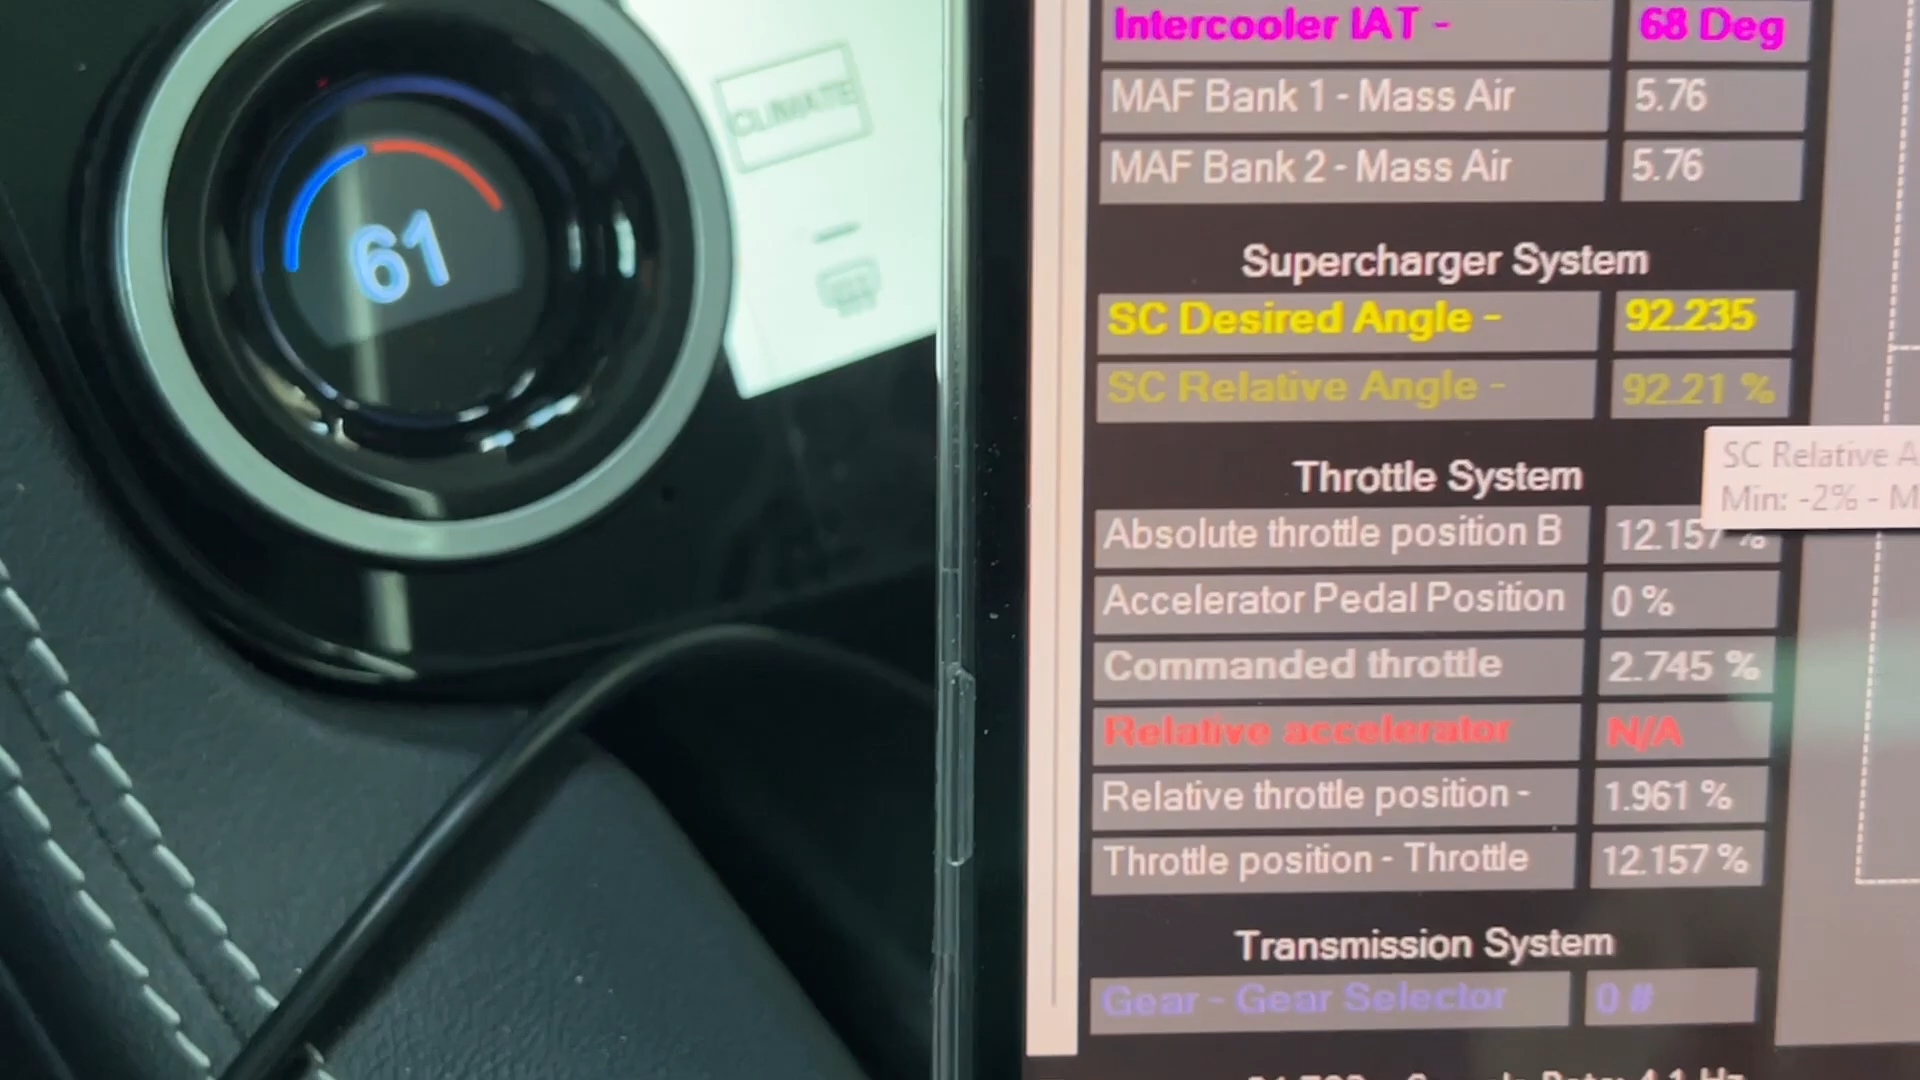 61
CLIMATE
Intercooler IAT - 68 Deg
MAF Bank 1 - Mass Air 5.76
MAF Bank 2 - Mass Air 5.76
Supercharger System
SC Desired Angle - 92.235
SC Relative Angle - 92.21 %
SC Relative A
Min: -2% - M
Throttle System
Absolute throttle position B 12.157 %
Accelerator Pedal Position 0 %
Commanded throttle 2.745 %
Relative accelerator N/A
Relative throttle position - 1.961 %
Throttle position - Throttle 12.157 %
Transmission System
Gear - Gear Selector 0 #